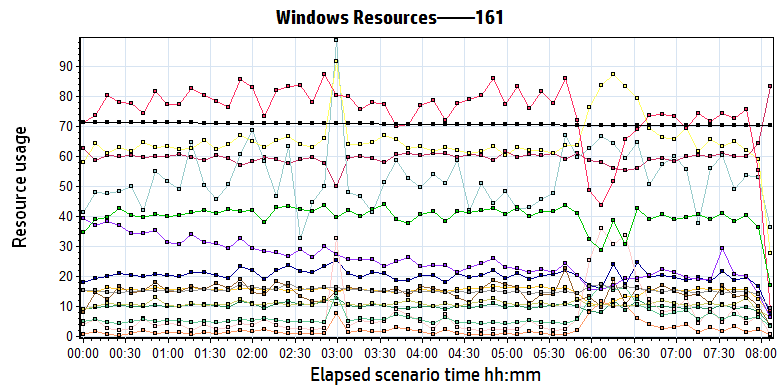 Windows Resources——161
Resource usage
90
80
70
60
50
40
30
20
10
0
00:00 00:30 01:00 01:30 02:00 02:30 03:00 03:30 04:00 04:30 05:00 05:30 06:00 06:30 07:00 07:30 08:00
Elapsed scenario time hh:mm